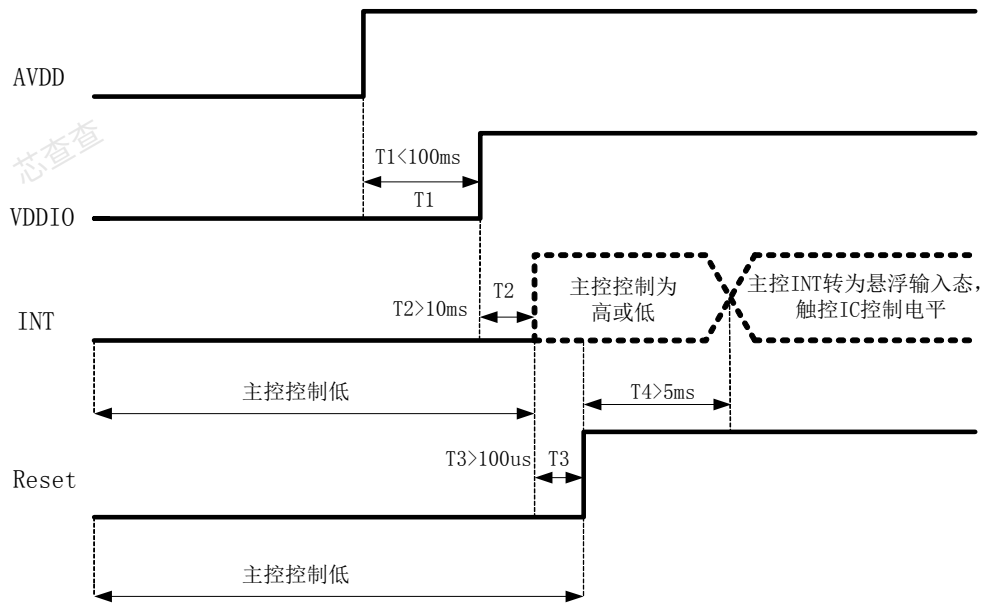 AVDD
芯查查
T1<100ms
T1
VDDIO
T2
T2>10ms
主控控制为
高或低
主控INT转为悬浮输入态，
触控IC控制电平
INT
主控控制低
T4>5ms
T3>100us
T3
Reset
主控控制低